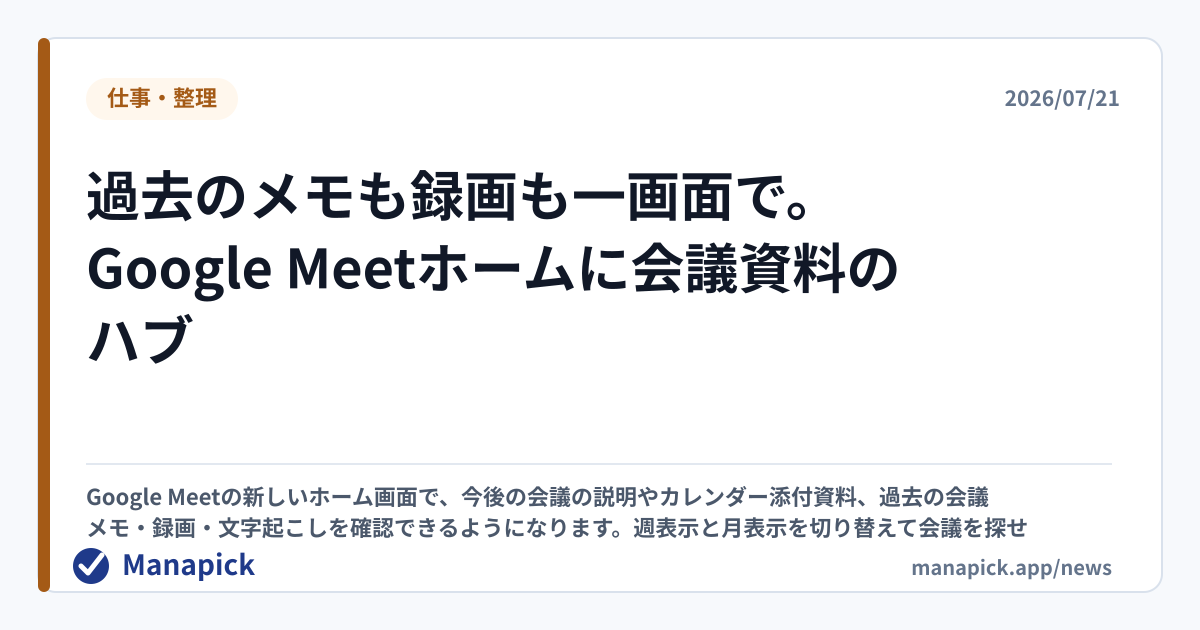 仕事・整理
2026/07/21
過去のメモも録画も一画面で。
Google Meetホームに会議資料の
ハブ
Google Meetの新しいホーム画面で、今後の会議の説明やカレンダー添付資料、過去の会議
メモ・録画・文字起こしを確認できるようになります。週表示と月表示を切り替えて会議を探せ
Manapick
manapick.app/news